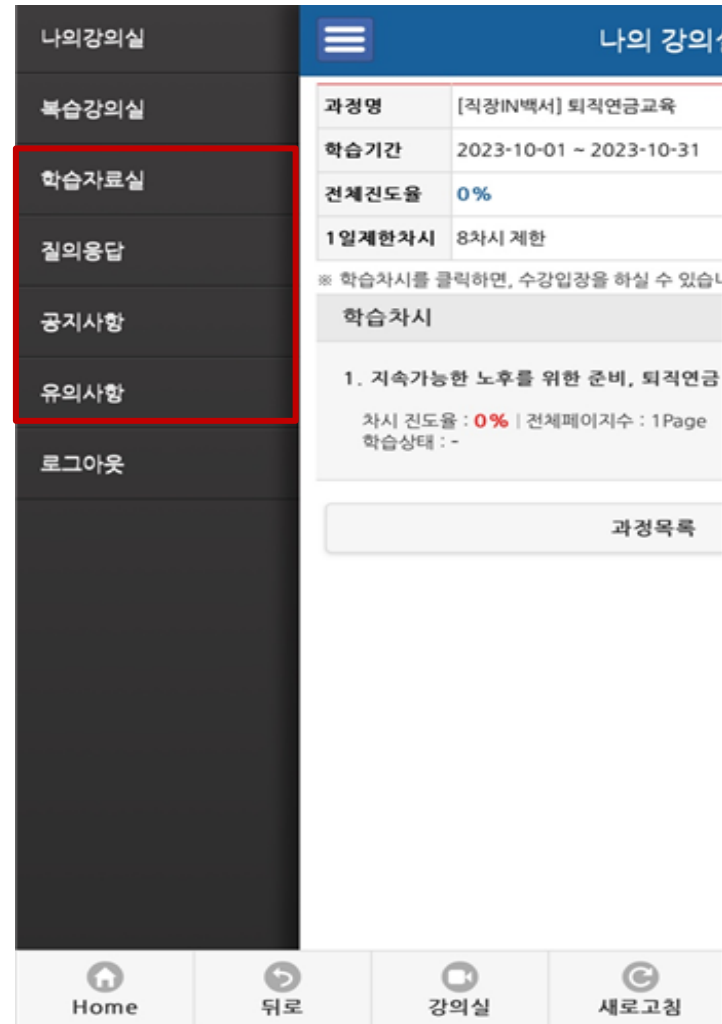 나의강의실
복습강의실
학습자료실
질의응답
공지사항
유의사항
로그아웃
나의 강의
과정명 [직장IN백서] 퇴직연금교육
학습기간 2023-10-01 ~ 2023-10-31
전체진도율 0%
1일제한차시 8차시 제한
※ 학습차시를 클릭하면, 수강입장을 하실 수 있습
학습차시
1. 지속가능한 노후를 위한 준비, 퇴직연금
차시 진도율 : 0% | 전체페이지수 : 1Page
학습상태 : -
과정목록
Home 뒤로 강의실 새로고침